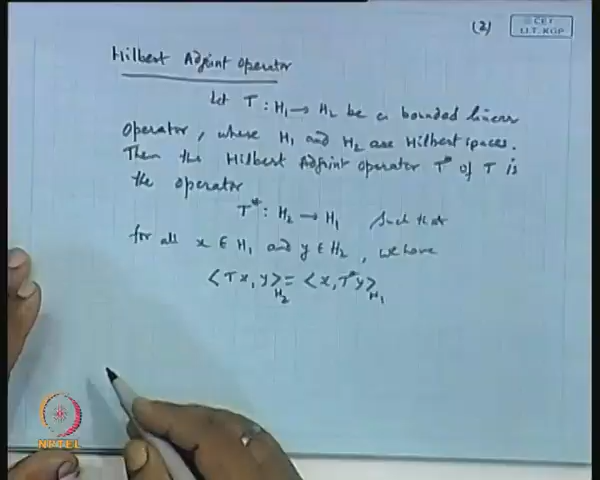 (2)
© CET
I.I.T. KGP
Hilbert Adjoint Operator
Let T : H₁ → H₂ be a bounded linear
operator, where H₁ and H₂ are Hilbert spaces.
Then the Hilbert Adjoint operator T* of T is
the operator
T* : H₂ → H₁ such that
for all x ∈ H₁ and y ∈ H₂, we have
⟨Tx, y⟩_H₂ = ⟨x, T*y⟩_H₁
NPTEL